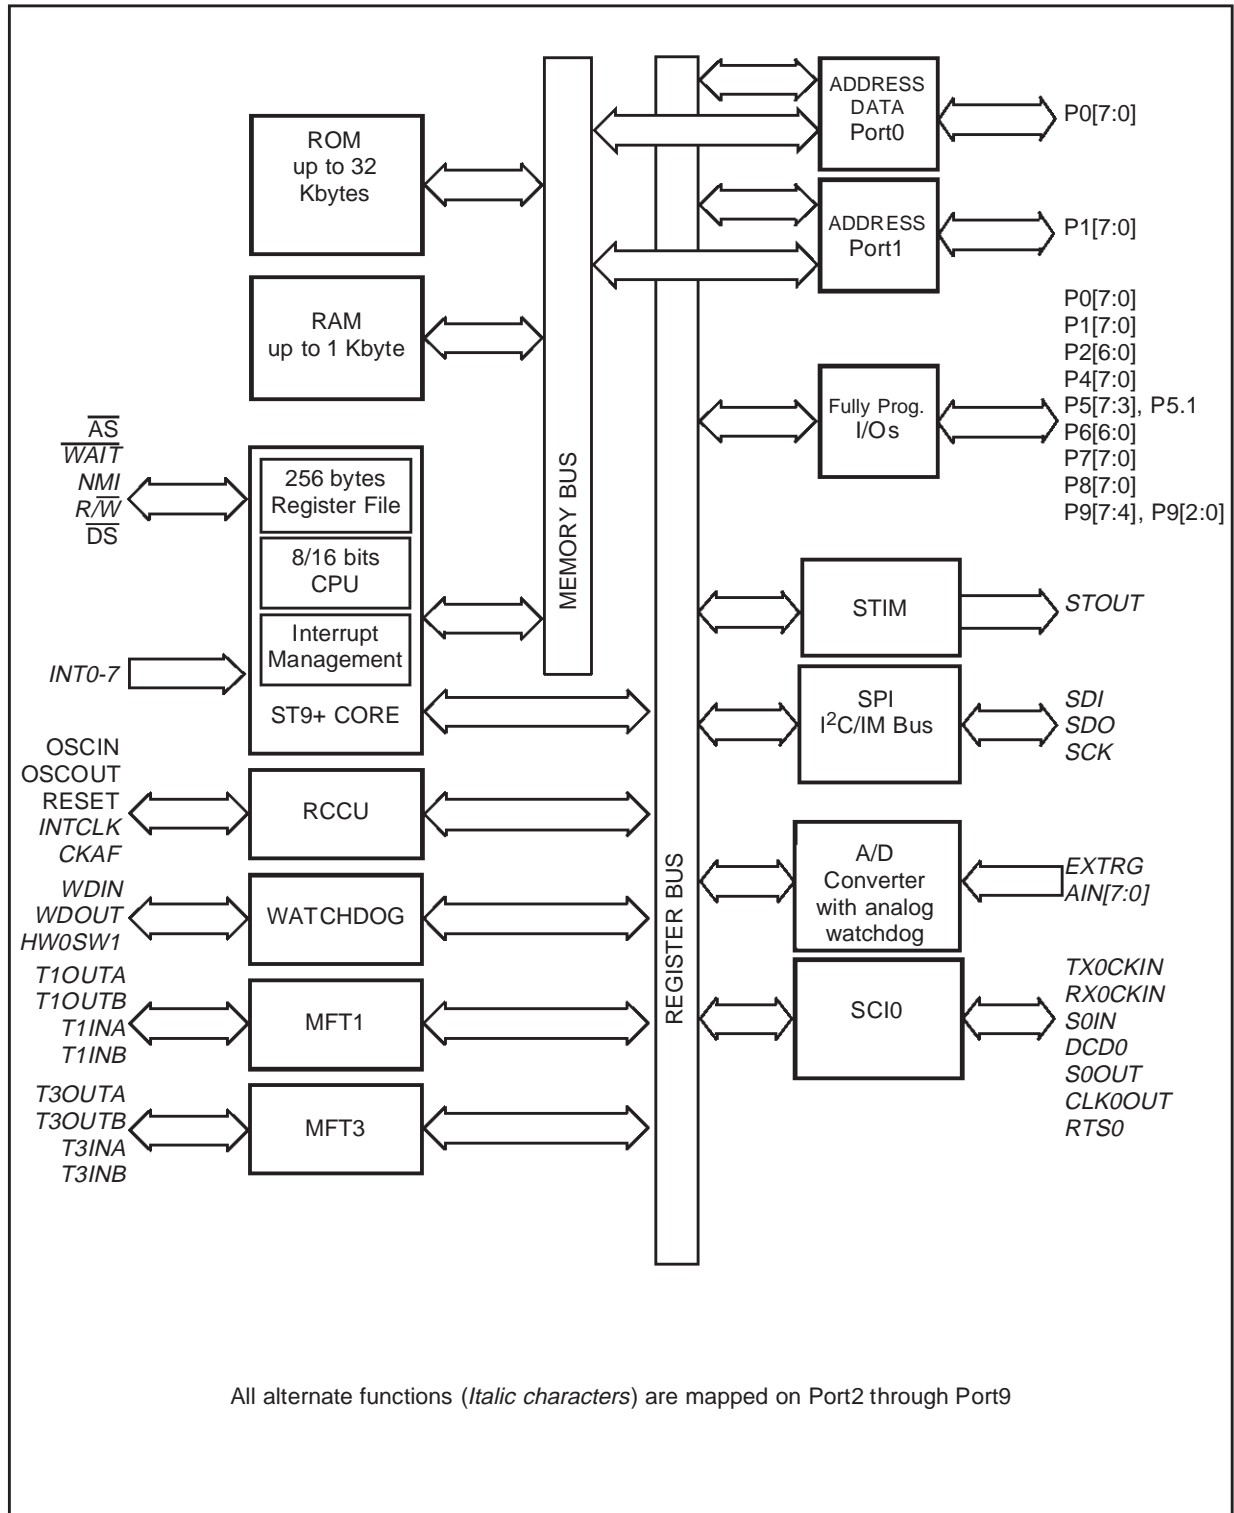 ROM
up to 32
Kbytes
RAM
up to 1 Kbyte
A̅S̅
W̅A̅I̅T̅
NMI
R/W̅
D̅S̅
256 bytes
Register File
8/16 bits
CPU
Interrupt
Management
ST9+ CORE
INT0-7
OSCIN
OSCOUT
RESET
INTCLK
CKAF
RCCU
WDIN
WDOUT
HW0SW1
WATCHDOG
T1OUTA
T1OUTB
T1INA
T1INB
MFT1
T3OUTA
T3OUTB
T3INA
T3INB
MFT3
MEMORY BUS
REGISTER BUS
ADDRESS
DATA
Port0
P0[7:0]
ADDRESS
Port1
P1[7:0]
Fully Prog.
I/Os
P0[7:0]
P1[7:0]
P2[6:0]
P4[7:0]
P5[7:3], P5.1
P6[6:0]
P7[7:0]
P8[7:0]
P9[7:4], P9[2:0]
STIM
STOUT
SPI
I²C/IM Bus
SDI
SDO
SCK
A/D
Converter
with analog
watchdog
EXTRG
AIN[7:0]
SCI0
TX0CKIN
RX0CKIN
S0IN
DCD0
S0OUT
CLK0OUT
RTS0
All alternate functions (Italic characters) are mapped on Port2 through Port9